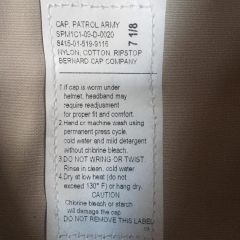 CAP, PATROL ARMY
SPM1C1-09-D-0020
8415-01-519-9116
NYLON, COTTON, RIPSTOP
BERNARD CAP COMPANY
7 1/8
1 If cap is worn under
helmet, headband may
require readjusment
for proper fit and comfort.
2 Hand or machine wash using
permanent press cycle
cold water and mild detergent
without chlorine bleach.
3 DO NOT WRING OR TWIST.
Rinse in clean, cold water.
4 Dry at low heat (do not
exceed 130° F) or hang dry.
CAUTION
Chlorine bleach or starch
will damage the cap
DO NOT REMOVE THIS LABEL